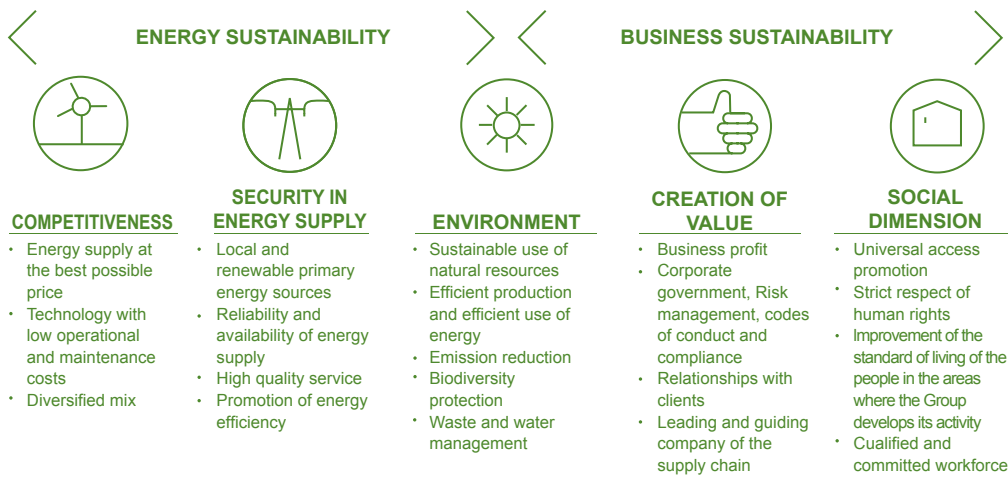 ENERGY SUSTAINABILITY
BUSINESS SUSTAINABILITY
COMPETITIVENESS
• Energy supply at
the best possible
price
• Technology with
low operational
and maintenance
costs
• Diversified mix
SECURITY IN
ENERGY SUPPLY
• Local and
renewable primary
energy sources
• Reliability and
availability of energy
supply
• High quality service
• Promotion of energy
efficiency
ENVIRONMENT
• Sustainable use of
natural resources
• Efficient production
and efficient use of
energy
• Emission reduction
• Biodiversity
protection
• Waste and water
management
CREATION OF
VALUE
• Business profit
• Corporate
government, Risk
management, codes
of conduct and
compliance
• Relationships with
clients
• Leading and guiding
company of the
supply chain
SOCIAL
DIMENSION
• Universal access
promotion
• Strict respect of
human rights
• Improvement of the
standard of living of the
people in the areas
where the Group
develops its activity
• Cualified and
committed workforce